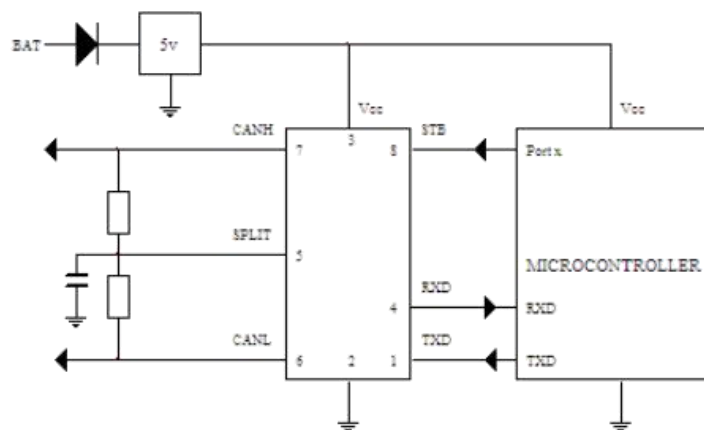 BAT
5v
Vcc
Vcc
CANH
STB
7
3
8
Port x
SPLIT
5
MICROCONTROLLER
RXD
4
RXD
CANL
TXD
6
2
1
TXD